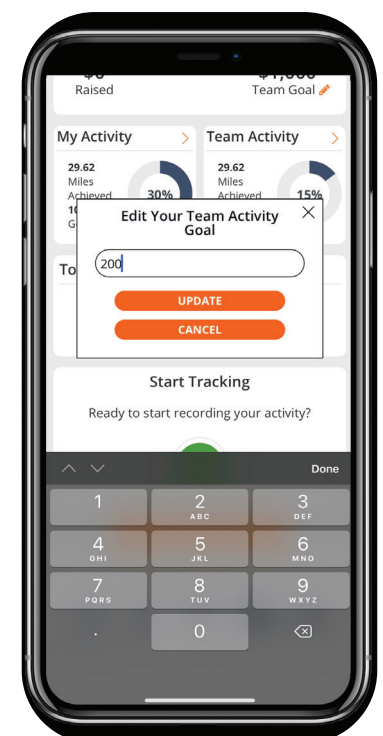 Raised
Team Goal
My Activity > Team Activity >
29.62
Miles
Achieved
30%
29.62
Miles
Achieved
15%
Edit Your Team Activity
Goal
200
UPDATE
CANCEL
Start Tracking
Ready to start recording your activity?
Done
1
2
ABC
3
DEF
4
GHI
5
JKL
6
MNO
7
PQRS
8
TUV
9
WXYZ
.
0